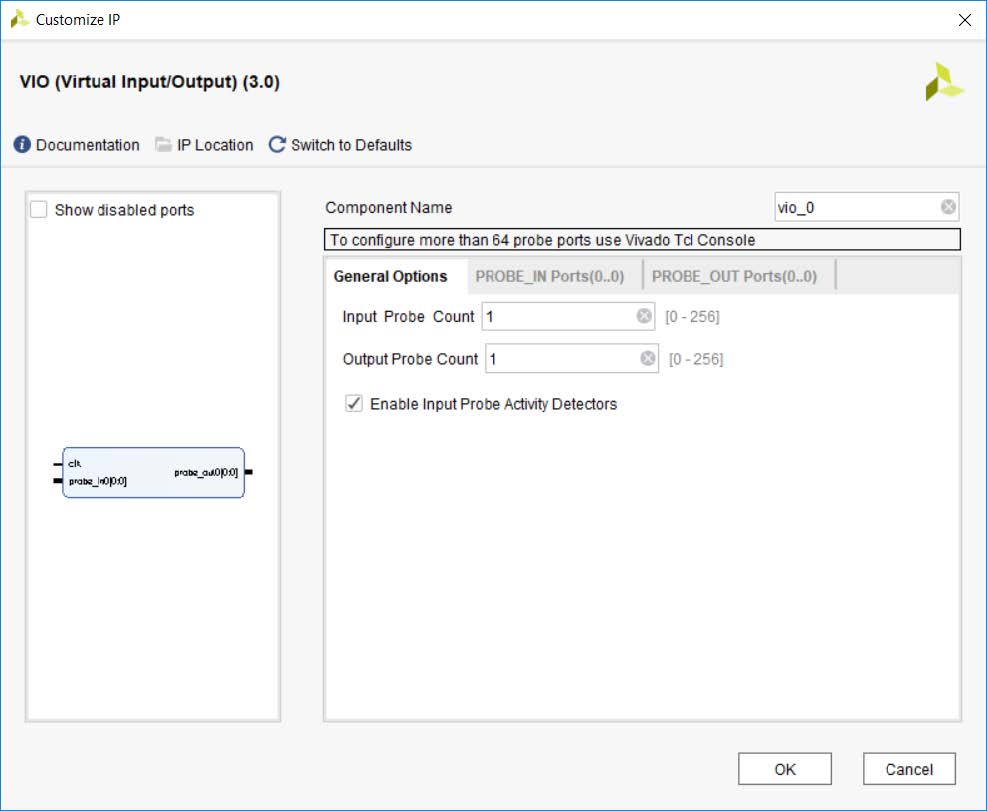 Customize IP
VIO (Virtual Input/Output) (3.0)
Documentation IP Location Switch to Defaults
Show disabled ports
clk
probe_in0[0:0]
probe_out0[0:0]
Component Name vio_0
To configure more than 64 probe ports use Vivado Tcl Console
General Options PROBE_IN Ports(0..0) PROBE_OUT Ports(0..0)
Input Probe Count 1 [0 - 256]
Output Probe Count 1 [0 - 256]
Enable Input Probe Activity Detectors
OK Cancel